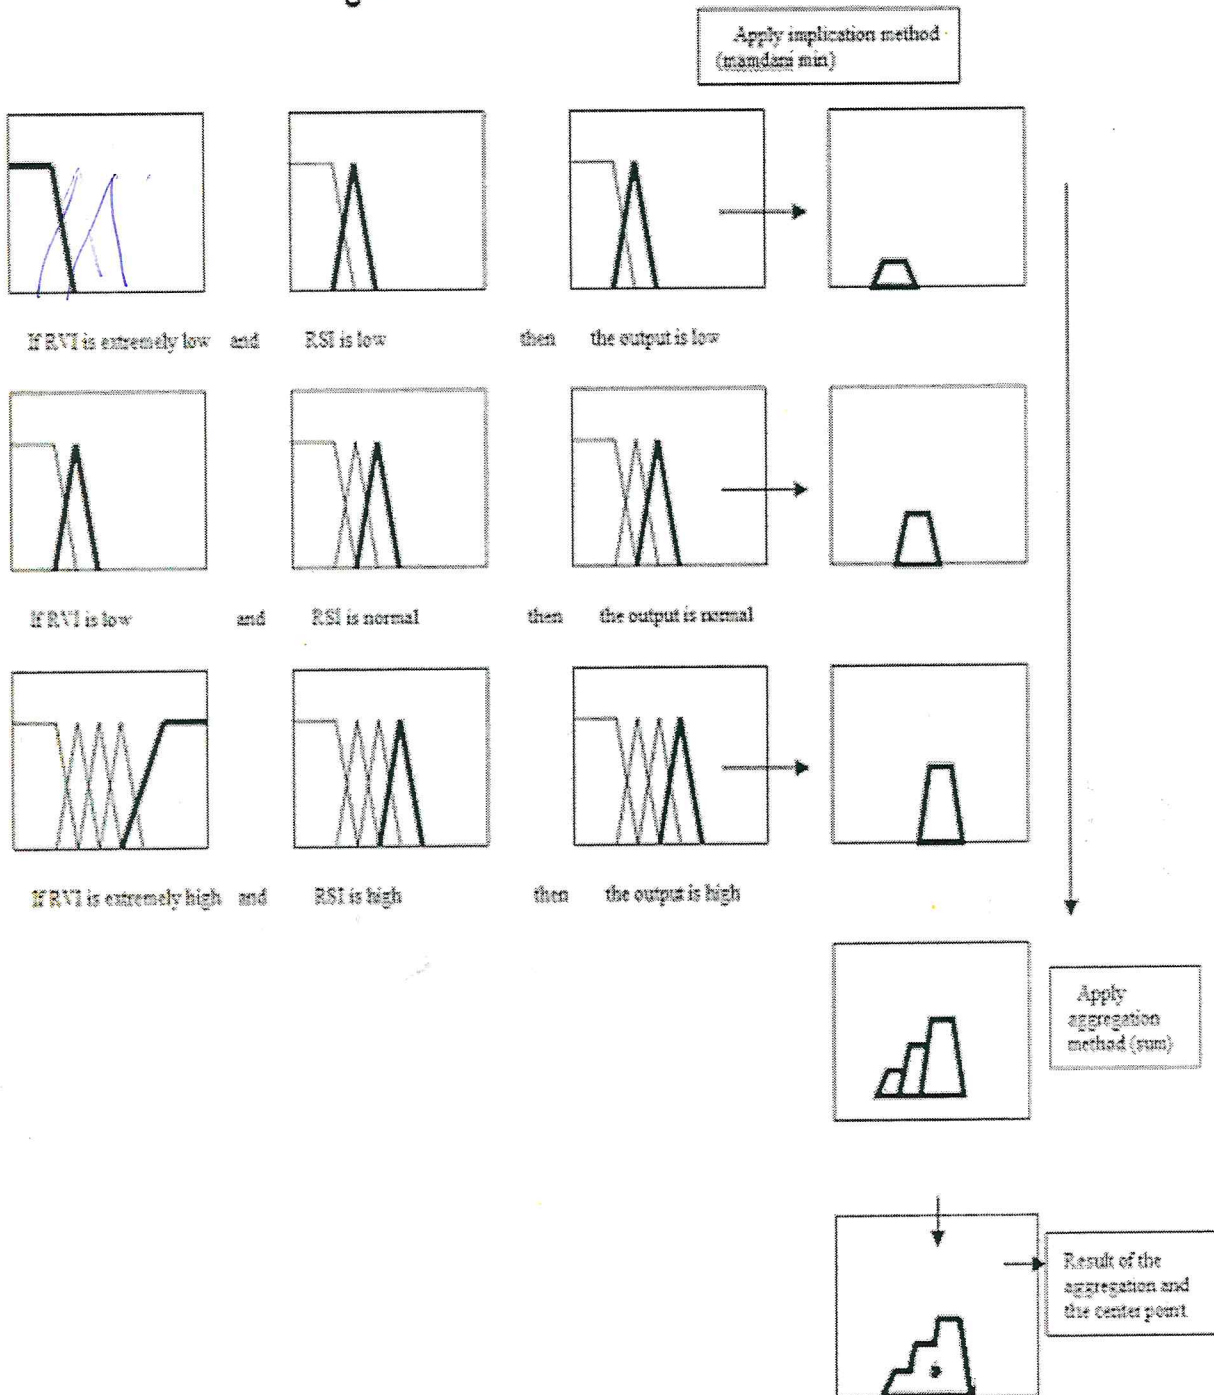 Apply implication method
(mamdani min)
If RVI is extremely low and RSI is low then the output is low
If RVI is low and RSI is normal then the output is normal
If RVI is extremely high and RSI is high then the output is high
Apply
aggregation
method (sum)
Result of the
aggregation and
the center point